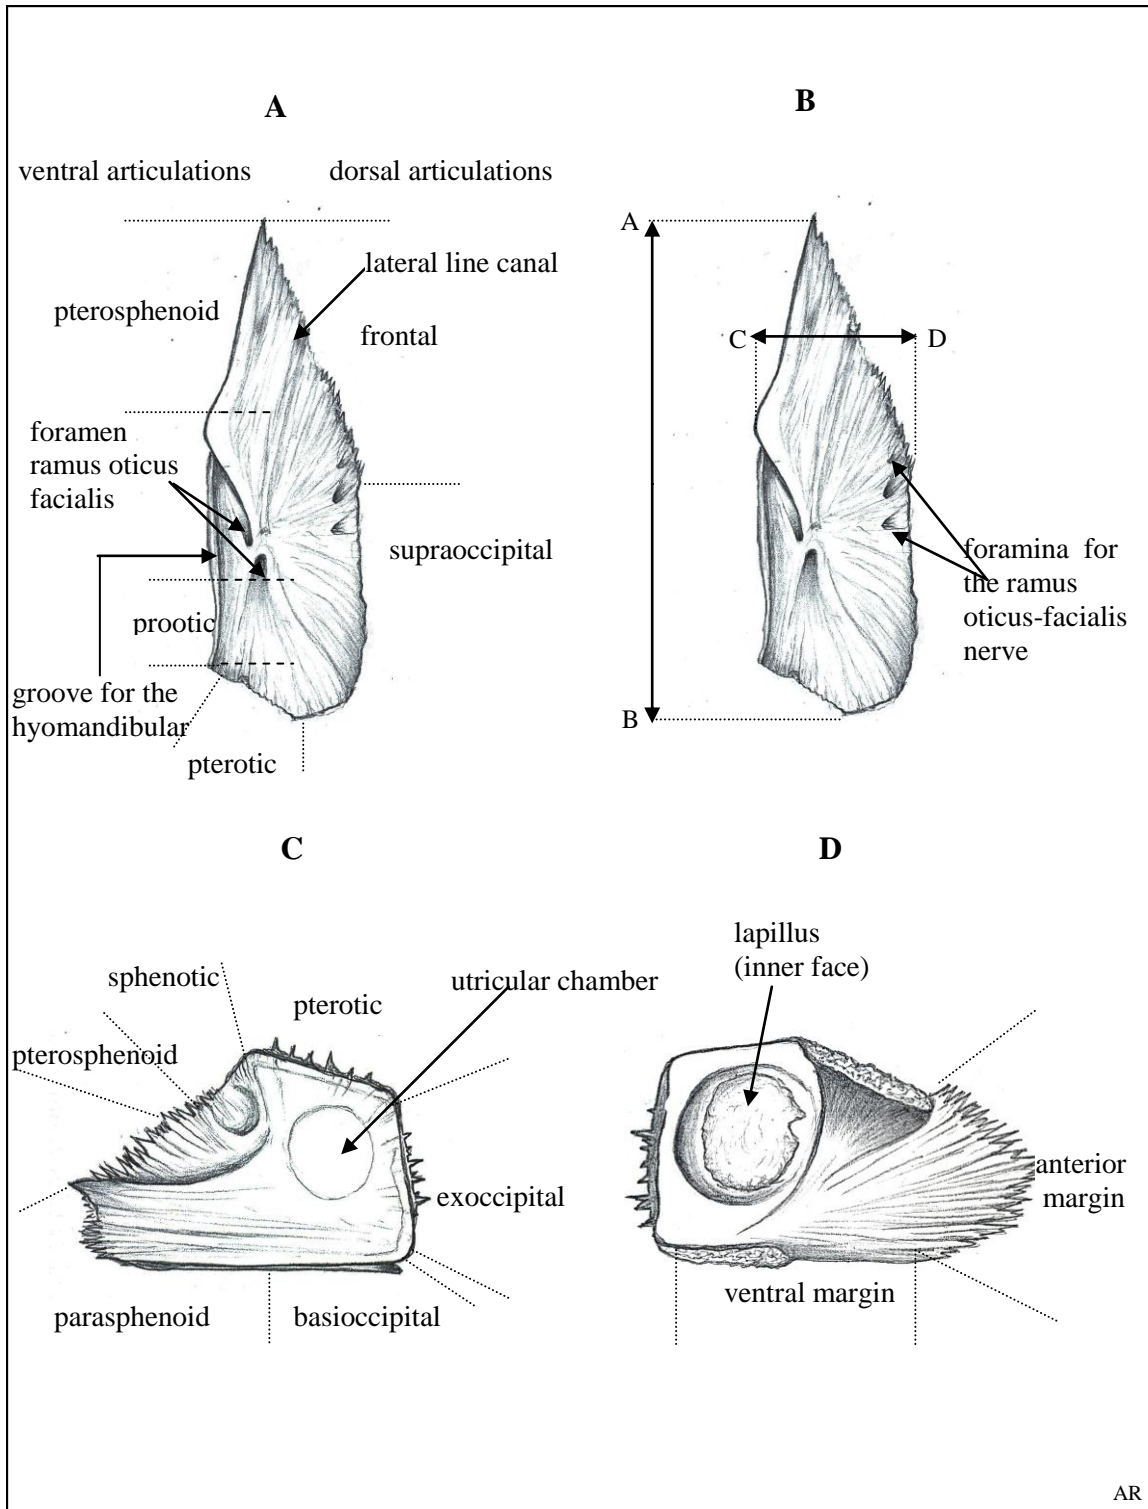 A
B
ventral articulations
dorsal articulations
A
lateral line canal
pterosphenoid
frontal
C
D
foramen
ramus oticus
facialis
supraoccipital
foramina for
the ramus
oticus-facialis
nerve
prootic
groove for the
hyomandibular
B
pterotic
C
D
lapillus
(inner face)
sphenotic
pterotic
utricular chamber
pterosphenoid
exoccipital
anterior
margin
parasphenoid
basioccipital
ventral margin
AR